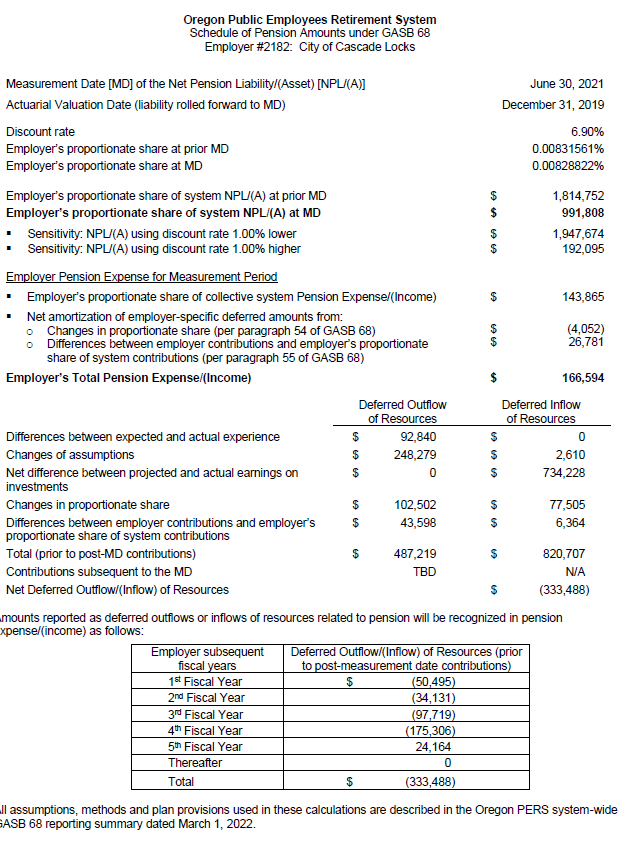 Oregon Public Employees Retirement System
Schedule of Pension Amounts under GASB 68
Employer #2182: City of Cascade Locks
Measurement Date [MD] of the Net Pension Liability/(Asset) [NPL/(A)] June 30, 2021
Actuarial Valuation Date (liability rolled forward to MD) December 31, 2019
Discount rate 6.90%
Employer's proportionate share at prior MD 0.00831561%
Employer's proportionate share at MD 0.00828822%
Employer's proportionate share of system NPL/(A) at prior MD $ 1,814,752
Employer's proportionate share of system NPL/(A) at MD $ 991,808
▪ Sensitivity: NPL/(A) using discount rate 1.00% lower $ 1,947,674
▪ Sensitivity: NPL/(A) using discount rate 1.00% higher $ 192,095
Employer Pension Expense for Measurement Period
▪ Employer's proportionate share of collective system Pension Expense/(Income) $ 143,865
▪ Net amortization of employer-specific deferred amounts from:
o Changes in proportionate share (per paragraph 54 of GASB 68) $ (4,052)
o Differences between employer contributions and employer's proportionate $ 26,781
share of system contributions (per paragraph 55 of GASB 68)
Employer's Total Pension Expense/(Income) $ 166,594
Deferred Outflow Deferred Inflow
of Resources of Resources
Differences between expected and actual experience $ 92,840 $ 0
Changes of assumptions $ 248,279 $ 2,610
Net difference between projected and actual earnings on $ 0 $ 734,228
investments
Changes in proportionate share $ 102,502 $ 77,505
Differences between employer contributions and employer's $ 43,598 $ 6,364
proportionate share of system contributions
Total (prior to post-MD contributions) $ 487,219 $ 820,707
Contributions subsequent to the MD TBD N/A
Net Deferred Outflow/(Inflow) of Resources $ (333,488)
mounts reported as deferred outflows or inflows of resources related to pension will be recognized in pension
xpense/(income) as follows:
Employer subsequent Deferred Outflow/(Inflow) of Resources (prior
fiscal years to post-measurement date contributions)
1st Fiscal Year $ (50,495)
2nd Fiscal Year (34,131)
3rd Fiscal Year (97,719)
4th Fiscal Year (175,306)
5th Fiscal Year 24,164
Thereafter 0
Total $ (333,488)
ll assumptions, methods and plan provisions used in these calculations are described in the Oregon PERS system-wide
GASB 68 reporting summary dated March 1, 2022.